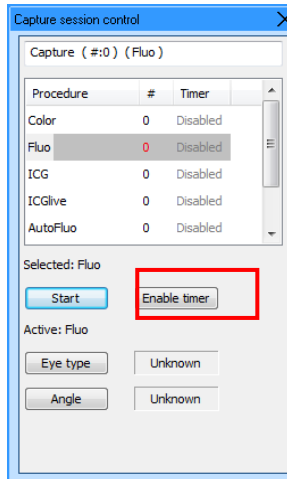 Capture session control
Capture ( #:0 ) ( Fluo )
Procedure # Timer
Color 0 Disabled
Fluo 0 Disabled
ICG 0 Disabled
ICGlive 0 Disabled
AutoFluo 0 Disabled
Selected: Fluo
Start Enable timer
Active: Fluo
Eye type Unknown
Angle Unknown